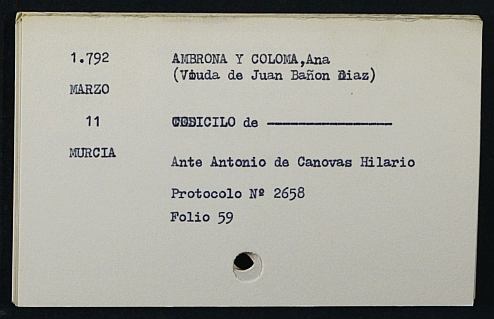 1.792 AMBRONA Y COLOMA,Ana
(Viuda de Juan Bañon Diaz)
MARZO
11 CODICILO de ————————
MURCIA
Ante Antonio de Canovas Hilario
Protocolo Nº 2658
Folio 59